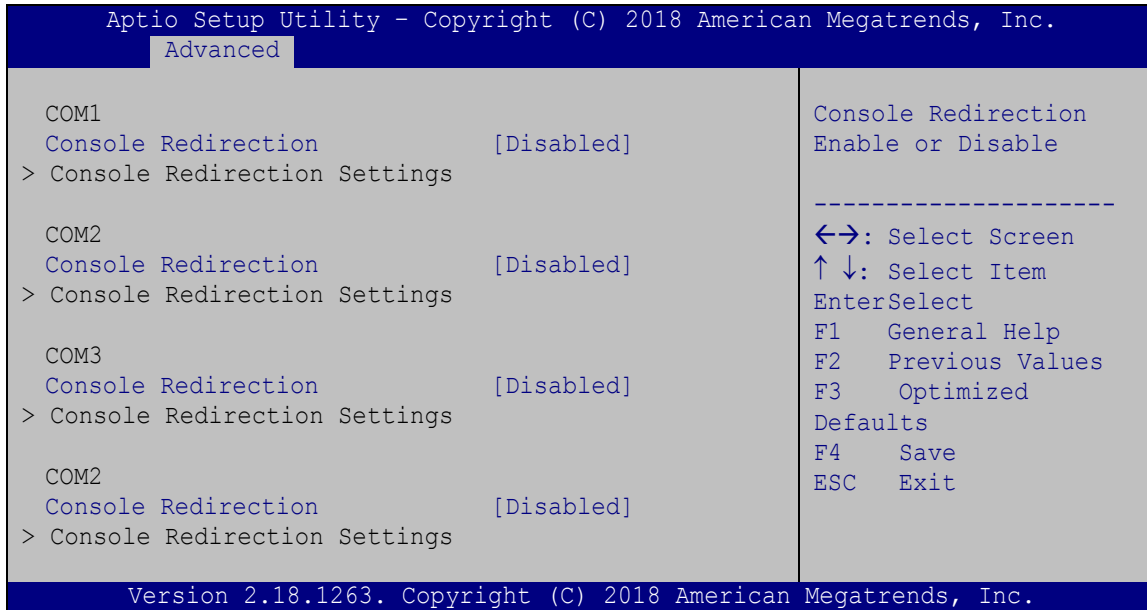 Aptio Setup Utility – Copyright (C) 2018 American Megatrends, Inc.
Advanced
COM1
Console Redirection [Disabled]
> Console Redirection Settings
COM2
Console Redirection [Disabled]
> Console Redirection Settings
COM3
Console Redirection [Disabled]
> Console Redirection Settings
COM2
Console Redirection [Disabled]
> Console Redirection Settings
Console Redirection
Enable or Disable
---------------------
←→: Select Screen
↑ ↓: Select Item
EnterSelect
F1 General Help
F2 Previous Values
F3 Optimized
Defaults
F4 Save
ESC Exit
Version 2.18.1263. Copyright (C) 2018 American Megatrends, Inc.